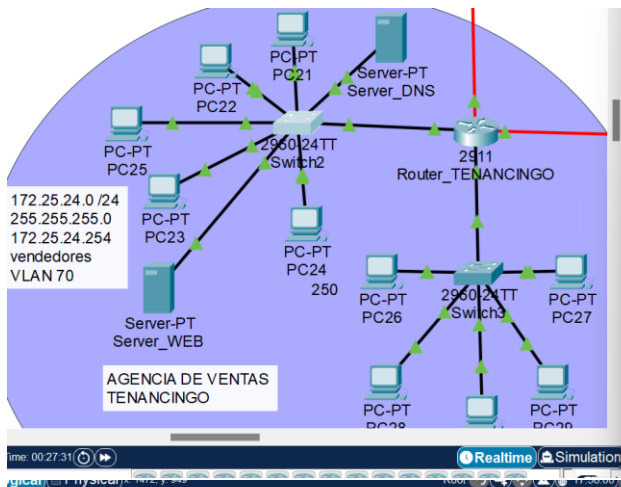 PC-PT
PC21
Server-PT
Server_DNS
PC-PT
PC22
2960-24TT
Switch2
2911
Router_TENANCINGO
PC-PT
PC25
172.25.24.0 /24
255.255.255.0
172.25.24.254
vendedores
VLAN 70
PC-PT
PC23
PC-PT
PC24
250
Server-PT
Server_WEB
PC-PT
PC26
2960-24TT
Switch3
PC-PT
PC27
AGENCIA DE VENTAS
TENANCINGO
PC-PT
PC28
PC-PT
PC-PT
PC29
Time: 00:27:31
Realtime
Simulation